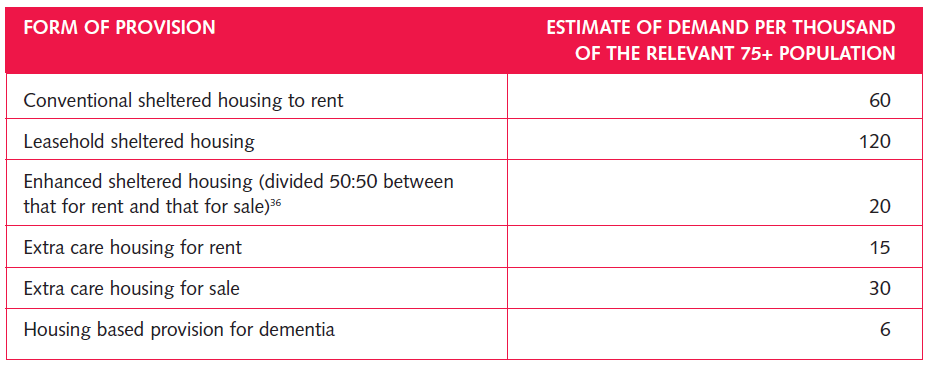 FORM OF PROVISION
ESTIMATE OF DEMAND PER THOUSAND
OF THE RELEVANT 75+ POPULATION
Conventional sheltered housing to rent 60
Leasehold sheltered housing 120
Enhanced sheltered housing (divided 50:50 between
that for rent and that for sale)³⁶ 20
Extra care housing for rent 15
Extra care housing for sale 30
Housing based provision for dementia 6